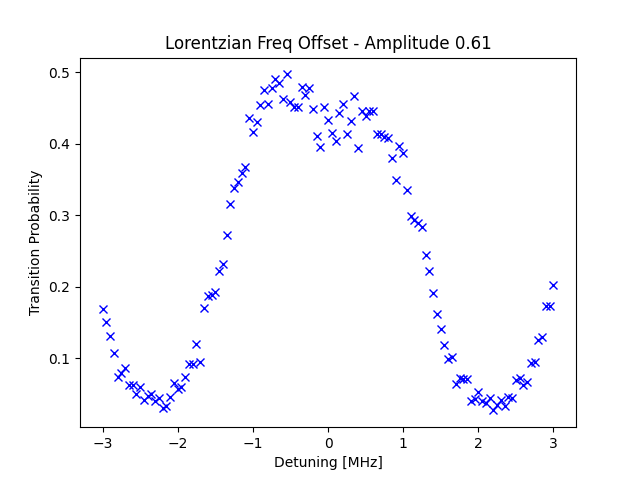 Lorentzian Freq Offset - Amplitude 0.61
0.5
0.4
0.3
0.2
0.1
Transition Probability
−3 −2 −1 0 1 2 3
Detuning [MHz]